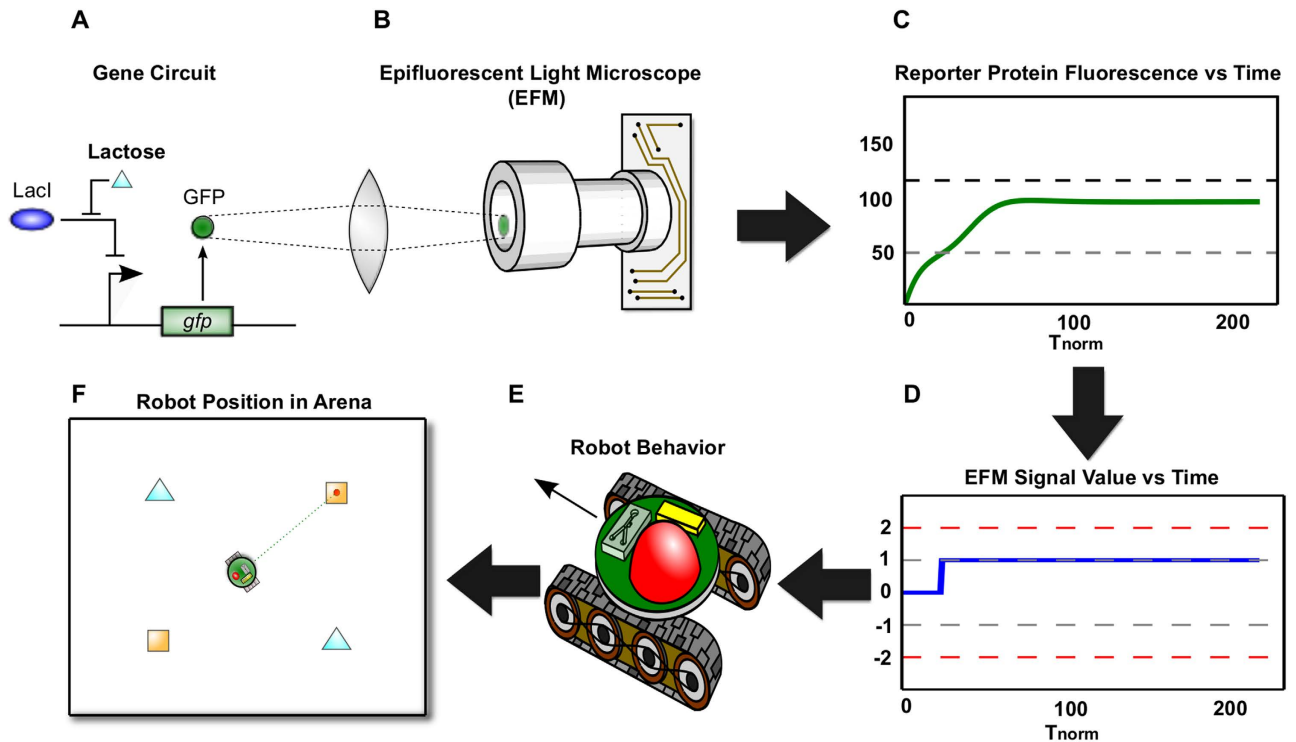 A
Gene Circuit
Lactose
LacI
GFP
gfp
B
Epifluorescent Light Microscope
(EFM)
C
Reporter Protein Fluorescence vs Time
150
100
50
0
100
200
Tnorm
D
EFM Signal Value vs Time
2
1
0
-1
-2
0
100
200
Tnorm
E
Robot Behavior
F
Robot Position in Arena